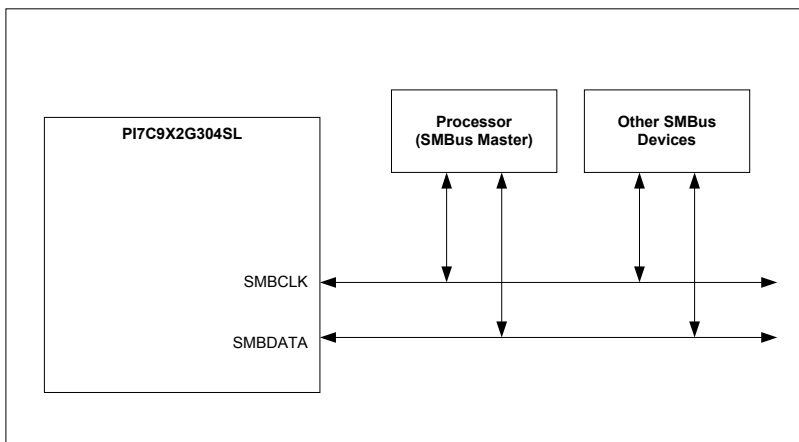 PI7C9X2G304SL
Processor
(SMBus Master)
Other SMBus
Devices
SMBCLK
SMBDATA